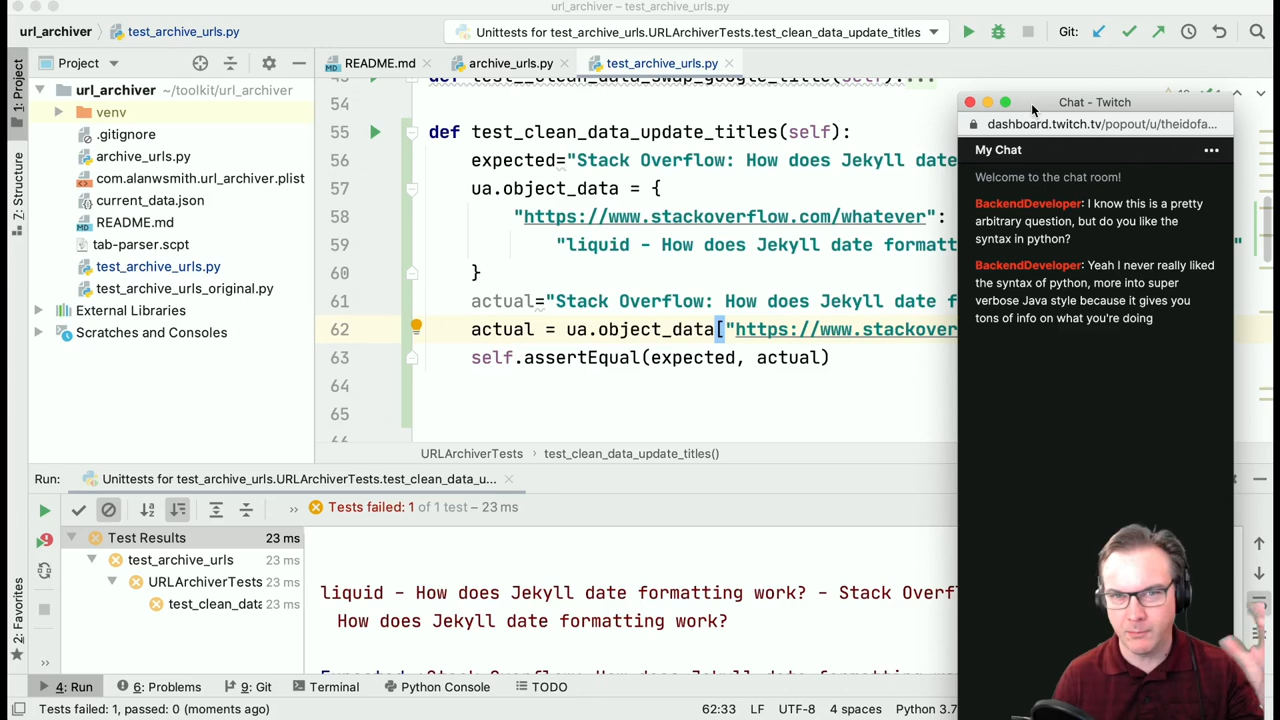 url_archiver – test_archive_urls.py
url_archiver
test_archive_urls.py
Unittests for test_archive_urls.URLArchiverTests.test_clean_data_update_titles
Git:
Project
README.md
archive_urls.py
test_archive_urls.py
1: Project
7: Structure
2: Favorites
url_archiver ~/toolkit/url_archiver
venv
.gitignore
archive_urls.py
com.alanwsmith.url_archiver.plist
current_data.json
README.md
tab-parser.scpt
test_archive_urls.py
test_archive_urls_original.py
External Libraries
Scratches and Consoles
54
55 def test_clean_data_update_titles(self):
56 expected="Stack Overflow: How does Jekyll date
57 ua.object_data = {
58 "https://www.stackoverflow.com/whatever":
59 "liquid - How does Jekyll date formatt
60 }
61 actual="Stack Overflow: How does Jekyll date f
62 actual = ua.object_data["https://www.stackover
63 self.assertEqual(expected, actual)
64
65
66
URLArchiverTests › test_clean_data_update_titles()
Chat - Twitch
dashboard.twitch.tv/popout/u/theidofa...
My Chat
Welcome to the chat room!
BackendDeveloper: I know this is a pretty
arbitrary question, but do you like the
syntax in python?
BackendDeveloper: Yeah I never really liked
the syntax of python, more into super
verbose Java style because it gives you
tons of info on what you're doing
Run:
Unittests for test_archive_urls.URLArchiverTests.test_clean_data_u...
Tests failed: 1 of 1 test – 23 ms
Test Results 23 ms
test_archive_urls 23 ms
URLArchiverTests 23 ms
test_clean_data 23 ms
liquid - How does Jekyll date formatting work? - Stack Overf
How does Jekyll date formatting work?
4: Run
6: Problems
9: Git
Terminal
Python Console
TODO
Tests failed: 1, passed: 0 (moments ago)
62:33
LF
UTF-8
4 spaces
Python 3.7